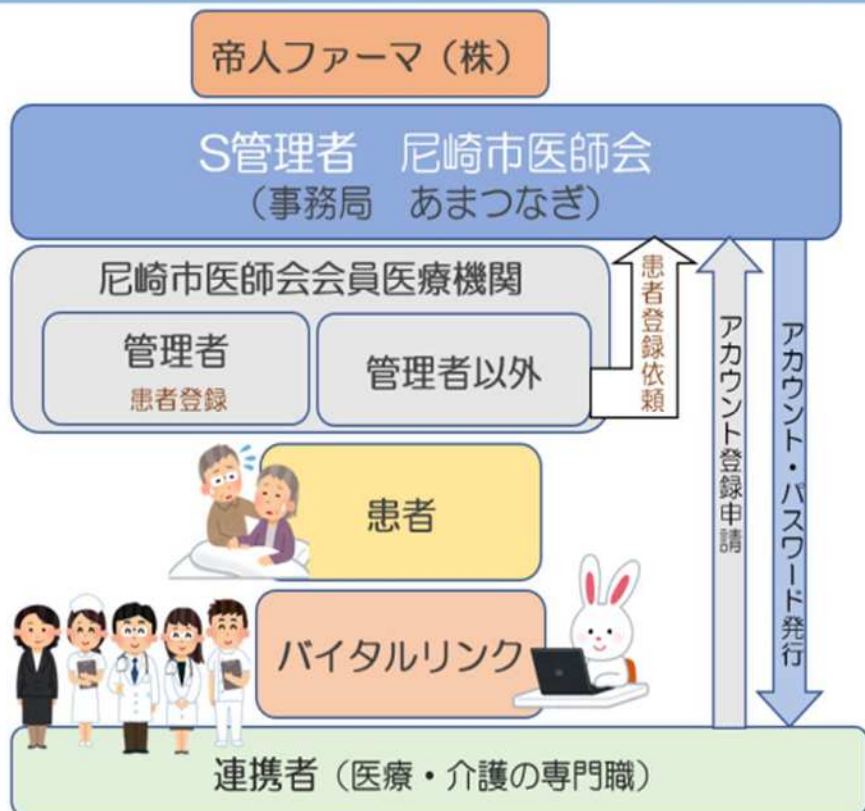 帝人ファーマ（株）
S管理者　尼崎市医師会
（事務局　あまつなぎ）
尼崎市医師会会員医療機関
管理者
患者登録
管理者以外
患者登録依頼
アカウント登録申請
アカウント・パスワード発行
患者
バイタルリンク
連携者（医療・介護の専門職）